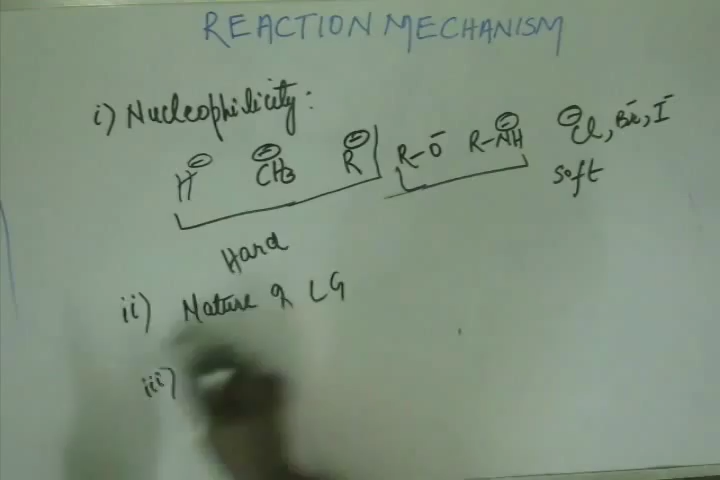 REACTION MECHANISM
i) Nucleophilicity:
H⊖ CH3⊖ R⊖ R-O⁻ R-NH⊖ ⊖Cl, Br⁻, I⁻
Hard soft
ii) Nature of LG
iii)